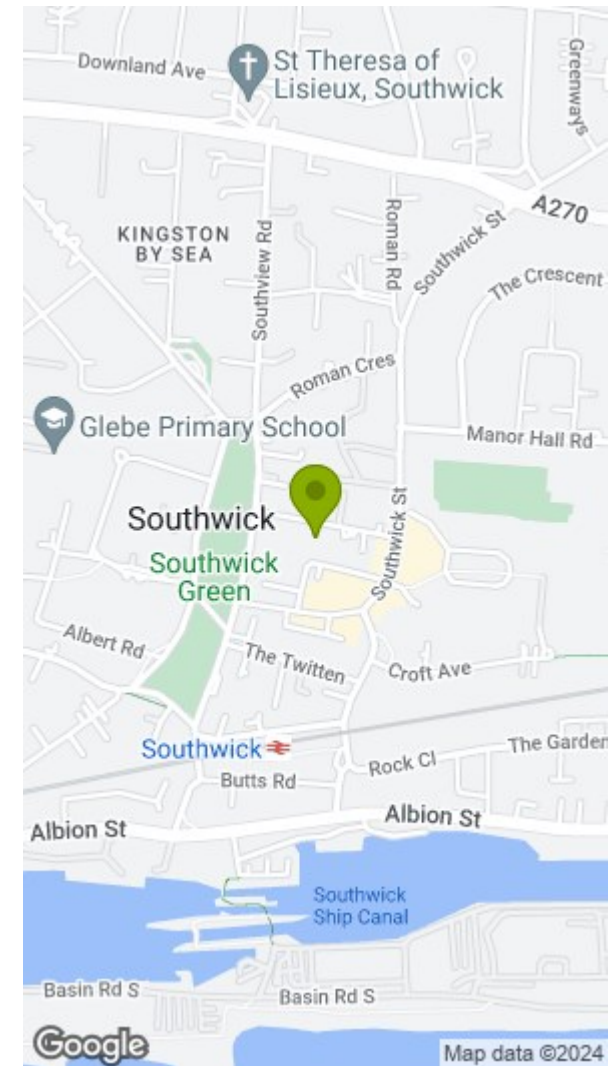 Downland Ave
St Theresa of
Lisieux, Southwick
Greenways
A270
KINGSTON
BY SEA
Southview Rd
Roman Rd
Southwick St
The Crescent
Roman Cres
Glebe Primary School
Manor Hall Rd
Southwick
Southwick
Green
Southwick St
Albert Rd
The Twitten
Croft Ave
Southwick
Butts Rd
Rock Cl
The Garden
Albion St
Albion St
Southwick
Ship Canal
Basin Rd S
Basin Rd S
Google
Map data ©2024